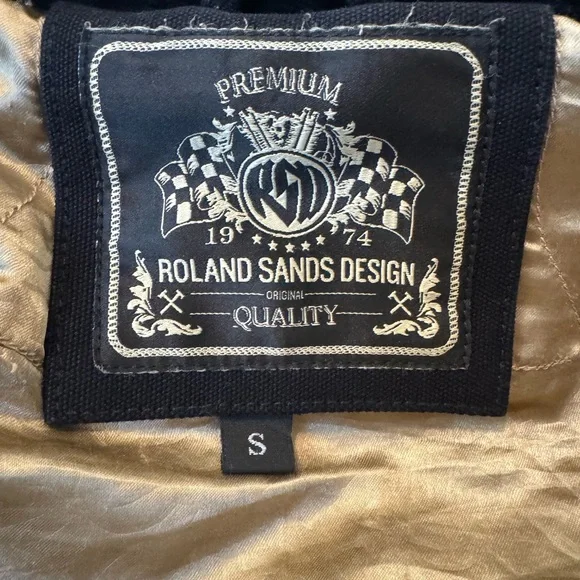 PREMIUM
RSD
19 74
ROLAND SANDS DESIGN
ORIGINAL
QUALITY
S